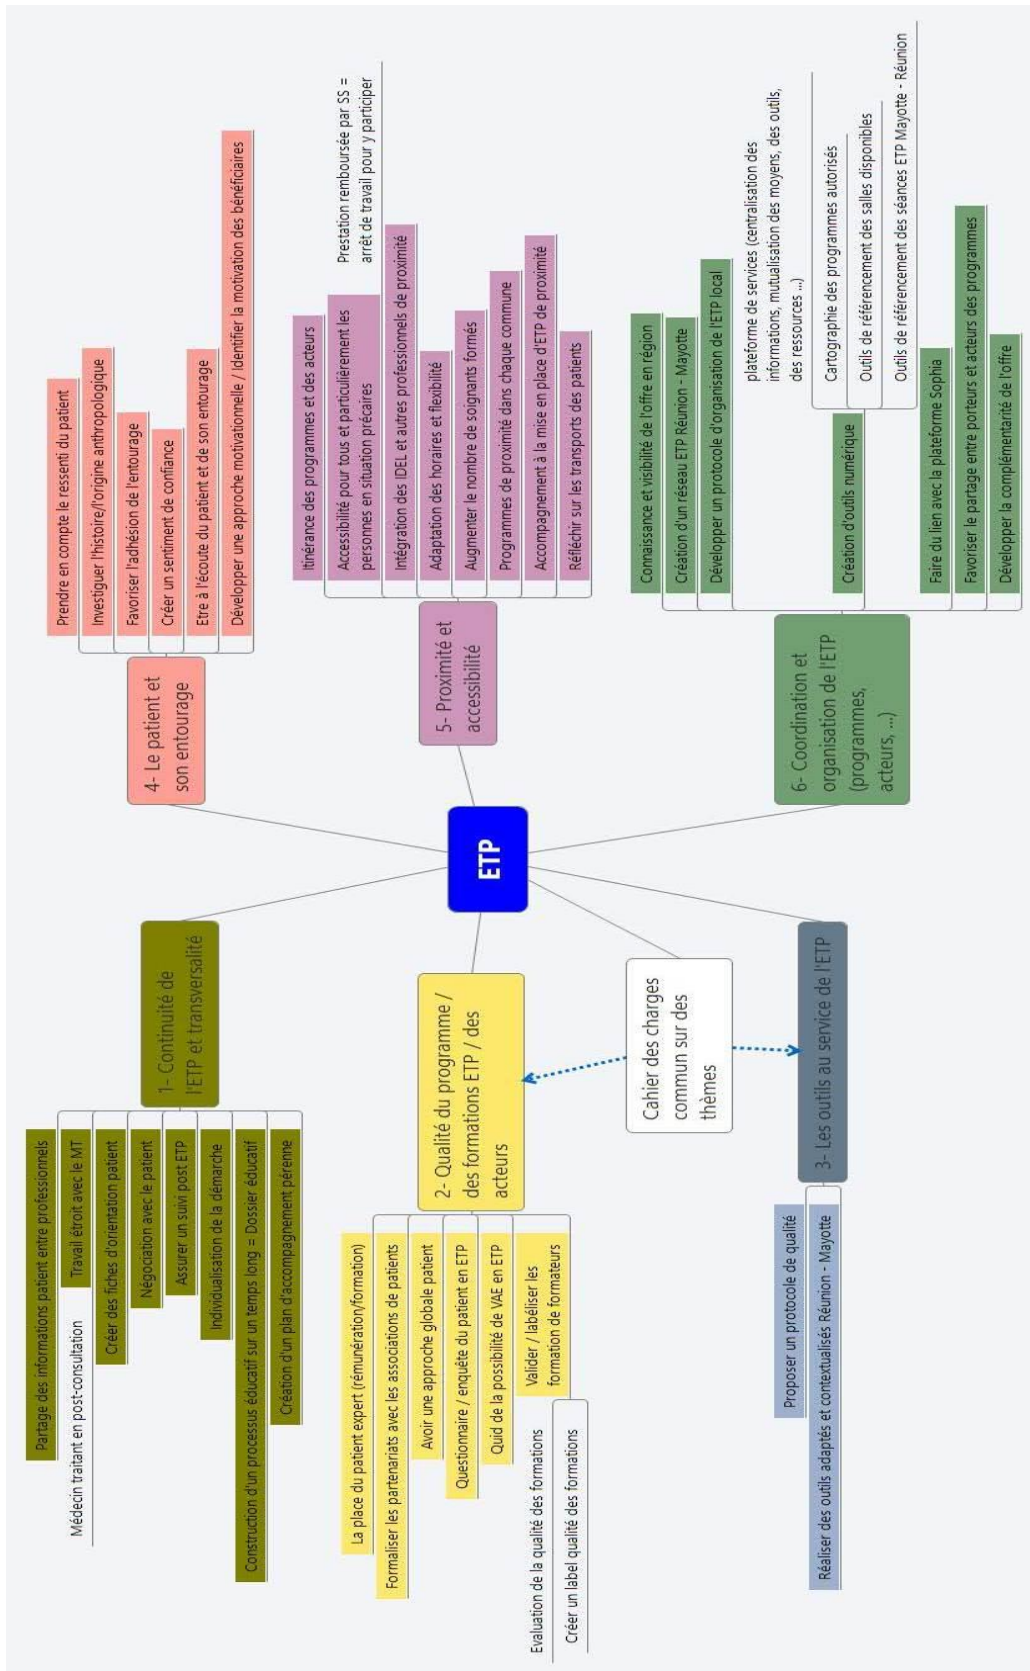 ETP
1- Continuité de
l'ETP et transversalité
Partage des informations patient entre professionnels
Travail étroit avec le MT
Médecin traitant en post-consultation
Créer des fiches d'orientation patient
Négociation avec le patient
Assurer un suivi post ETP
Individualisation de la démarche
Construction d'un processus éducatif sur un temps long = Dossier éducatif
Création d'un plan d'accompagnement pérenne
2- Qualité du programme /
des formations ETP / des
acteurs
La place du patient expert (rémunération/formation)
Formaliser les partenariats avec les associations de patients
Avoir une approche globale patient
Questionnaire / enquête du patient en ETP
Quid de la possibilité de VAE en ETP
Valider / labéliser les
formation de formateurs
Evaluation de la qualité des formations
Créer un label qualité des formations
Cahier des charges
commun sur des
thèmes
3- Les outils au service de l'ETP
Proposer un protocole de qualité
Réaliser des outils adaptés et contextualisés Réunion - Mayotte
4- Le patient et
son entourage
Prendre en compte le ressenti du patient
Investiguer l'histoire/l'origine anthropologique
Favoriser l'adhésion de l'entourage
Créer un sentiment de confiance
Etre à l'écoute du patient et de son entourage
Développer une approche motivationnelle / identifier la motivation des bénéficiaires
5- Proximité et
accessibilité
Itinérance des programmes et des acteurs
Accessibilité pour tous et particulièrement les
personnes en situation précaires
Prestation remboursée par SS =
arrêt de travail pour y participer
Intégration des IDEL et autres professionnels de proximité
Adaptation des horaires et flexibilité
Augmenter le nombre de soignants formés
Programmes de proximité dans chaque commune
Accompagnement à la mise en place d'ETP de proximité
Réfléchir sur les transports des patients
6- Coordination et
organisation de l'ETP
(programmes,
acteurs, ...)
Connaissance et visibilité de l'offre en région
Création d'un réseau ETP Réunion - Mayotte
Développer un protocole d'organisation de l'ETP local
Création d'outils numérique
plateforme de services (centralisation des
informations, mutualisation des moyens, des outils,
des ressources ...)
Cartographie des programmes autorisés
Outils de référencement des salles disponibles
Outils de référencement des séances ETP Mayotte - Réunion
Faire du lien avec la plateforme Sophia
Favoriser le partage entre porteurs et acteurs des programmes
Développer la complémentarité de l'offre